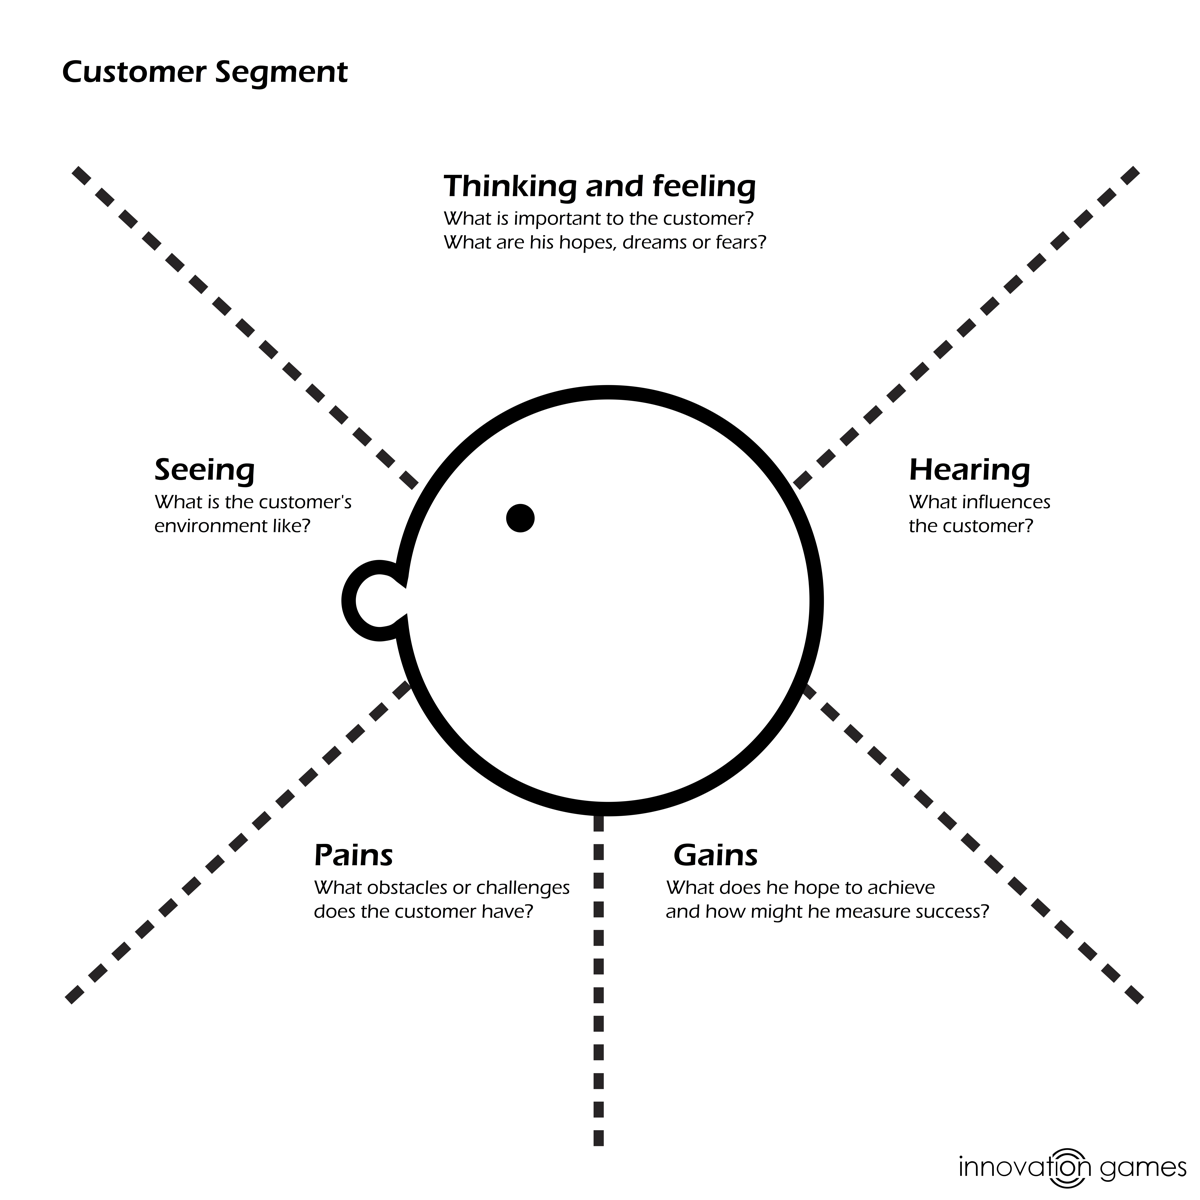 Customer Segment
Thinking and feeling
What is important to the customer?
What are his hopes, dreams or fears?
Seeing
What is the customer's
environment like?
Hearing
What influences
the customer?
Pains
What obstacles or challenges
does the customer have?
Gains
What does he hope to achieve
and how might he measure success?
innovation games